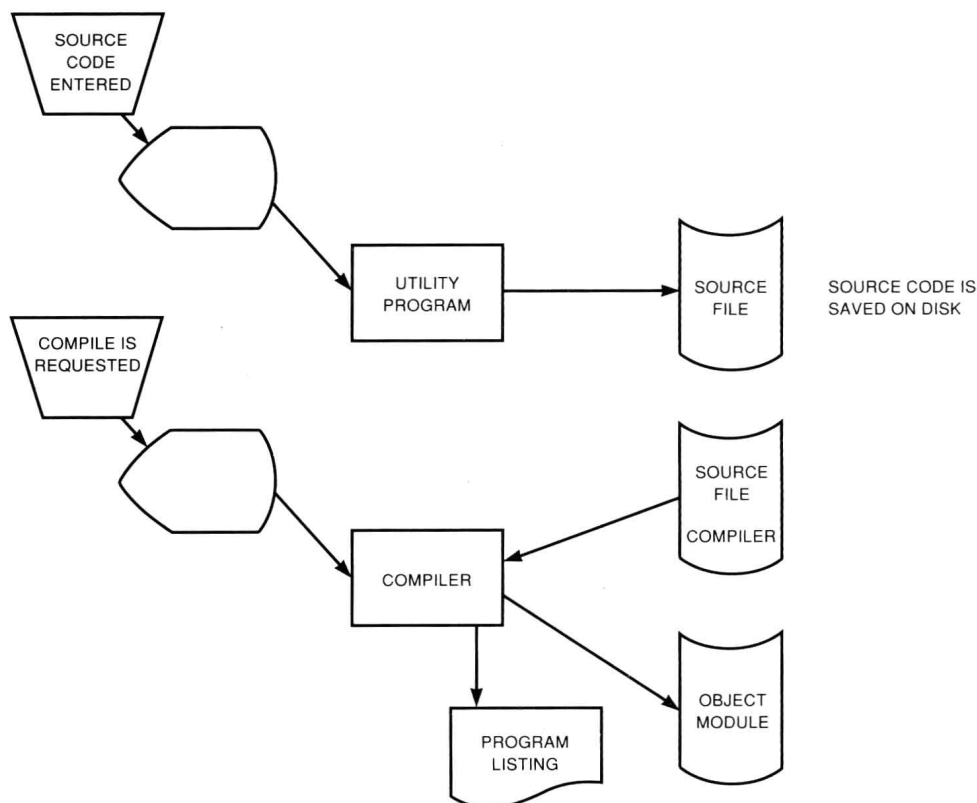 SOURCE
CODE
ENTERED
UTILITY
PROGRAM
SOURCE
FILE
SOURCE CODE IS
SAVED ON DISK
COMPILE IS
REQUESTED
SOURCE
FILE
COMPILER
COMPILER
OBJECT
MODULE
PROGRAM
LISTING